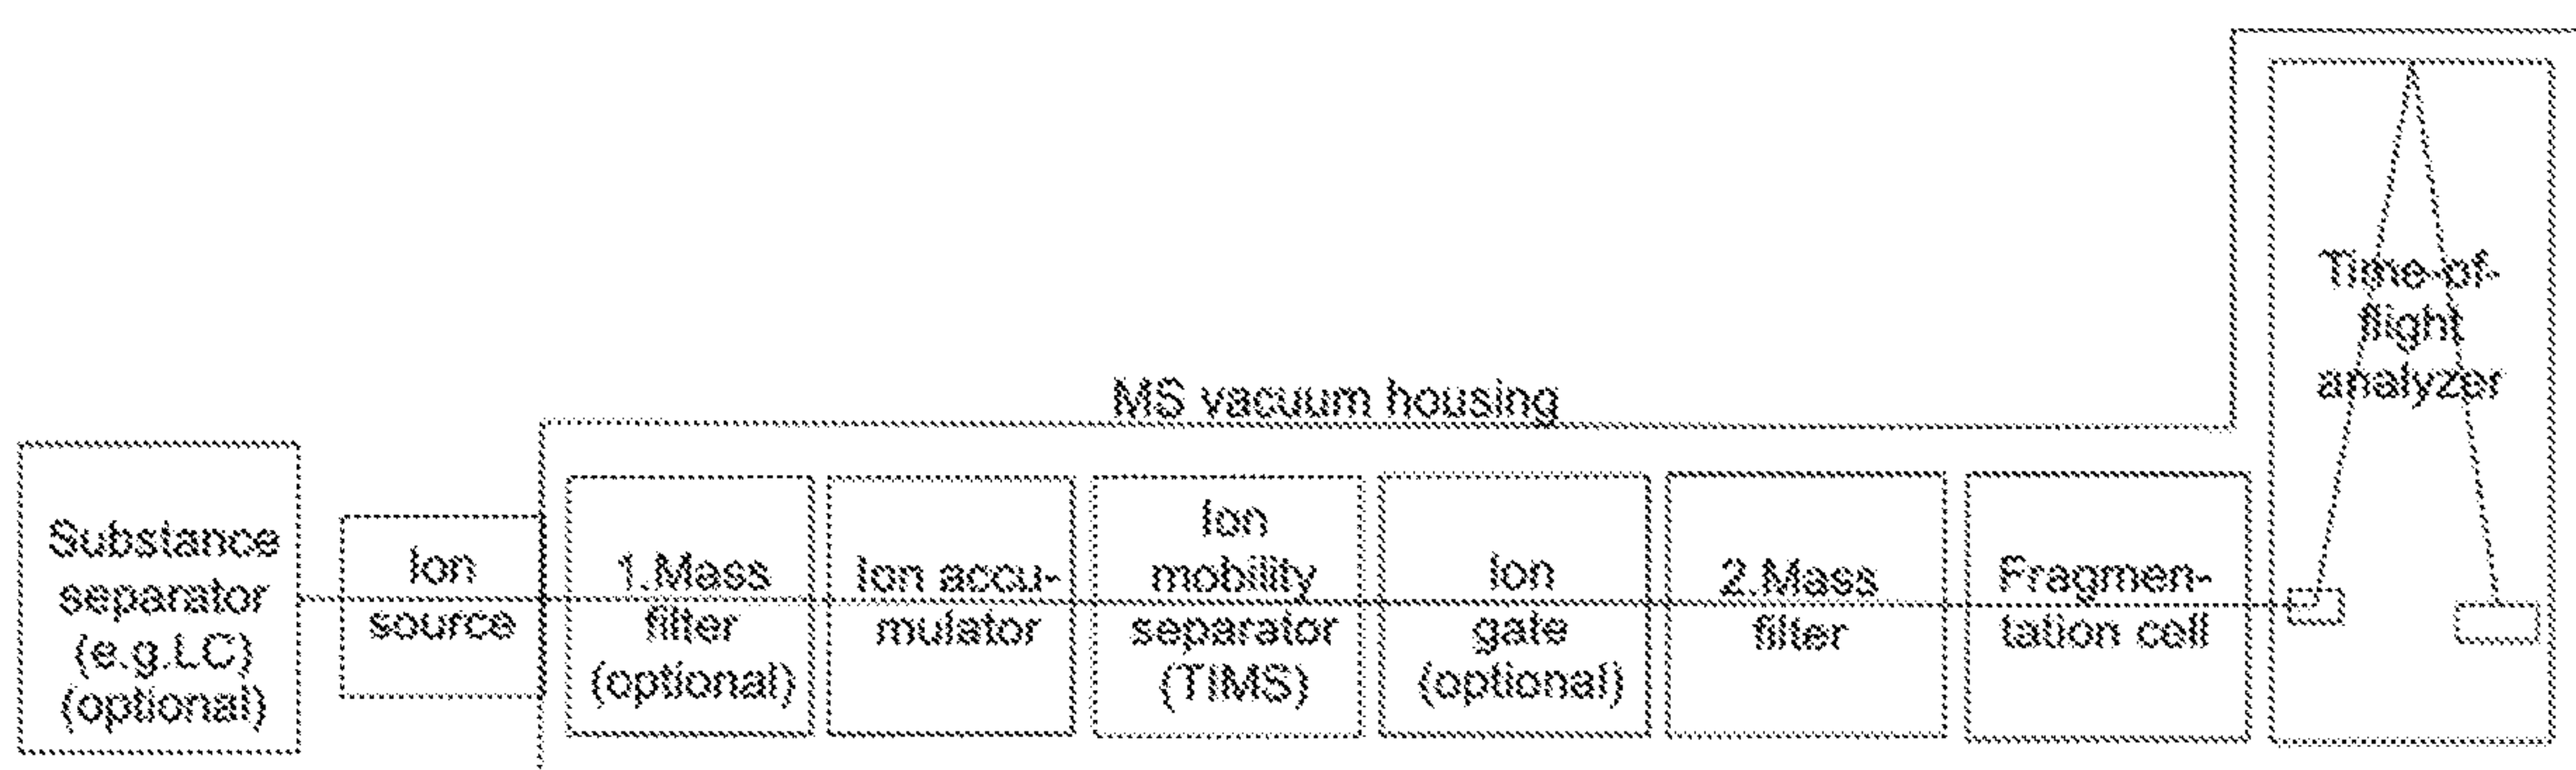 MS vacuum housing
Substance
separator
(e.g.LC)
(optional)
Ion
source
1.Mass
filter
(optional)
Ion accu-
mulator
Ion
mobility
separator
(TIMS)
Ion
gate
(optional)
2.Mass
filter
Fragmen-
tation cell
Time-of-
flight
analyzer